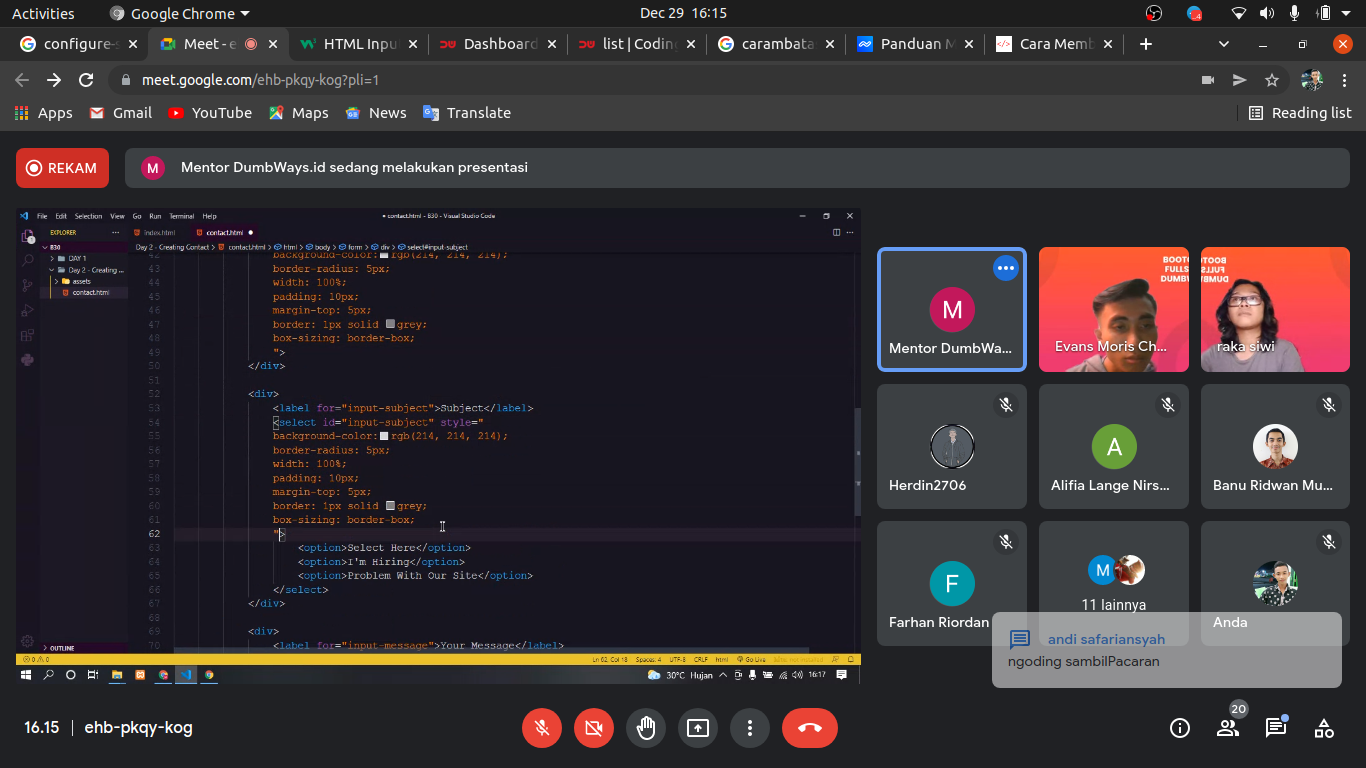 Activities
Google Chrome
Dec 29 16:15
configure-s
Meet - e
HTML Inpu
Dashboard
list | Coding
carambata
Panduan M
Cara Memb
meet.google.com/ehb-pkqy-kog?pli=1
Apps
Gmail
YouTube
Maps
News
Translate
Reading list
REKAM
M
Mentor DumbWays.id sedang melakukan presentasi
File Edit Selection View Go Run Terminal Help
● contact.html - B30 - Visual Studio Code
EXPLORER
index.html
contact.html
B30
Day 2 - Creating Contact > contact.html > html > body > form > div > select#input-subject
DAY 1
Day 2 - Creating ...
assets
contact.html
42 background-color: rgb(214, 214, 214);
43 border-radius: 5px;
44 width: 100%;
45 padding: 10px;
46 margin-top: 5px;
47 border: 1px solid grey;
48 box-sizing: border-box;
49 ">
50 </div>
51
52 <div>
53 <label for="input-subject">Subject</label>
54 <select id="input-subject" style="
55 background-color: rgb(214, 214, 214);
56 border-radius: 5px;
57 width: 100%;
58 padding: 10px;
59 margin-top: 5px;
60 border: 1px solid grey;
61 box-sizing: border-box;
62 ">
63 <option>Select Here</option>
64 <option>I'm Hiring</option>
65 <option>Problem With Our Site</option>
66 </select>
67 </div>
68
69 <div>
70 <label for="input-message">Your Message</label>
OUTLINE
0 0
Ln 62, Col 18 Spaces: 4 UTF-8 CRLF html Go Live
30°C Hujan
16:17
M
Mentor DumbWa...
Evans Moris Ch...
raka siwi
Herdin2706
A
Alifia Lange Nirs...
Banu Ridwan Mu...
F
Farhan Riordan
M
11 lainnya
Anda
andi safariansyah
ngoding sambilPacaran
16.15 | ehb-pkqy-kog
20